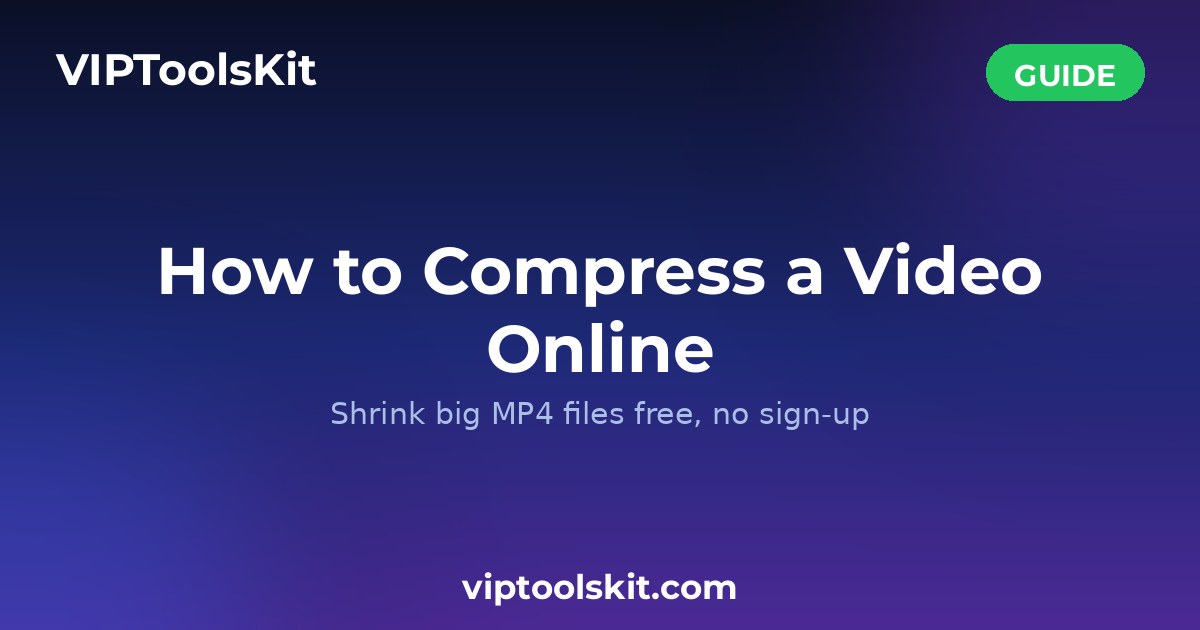 VIPToolsKit
GUIDE
How to Compress a Video
Online
Shrink big MP4 files free, no sign-up
viptoolskit.com